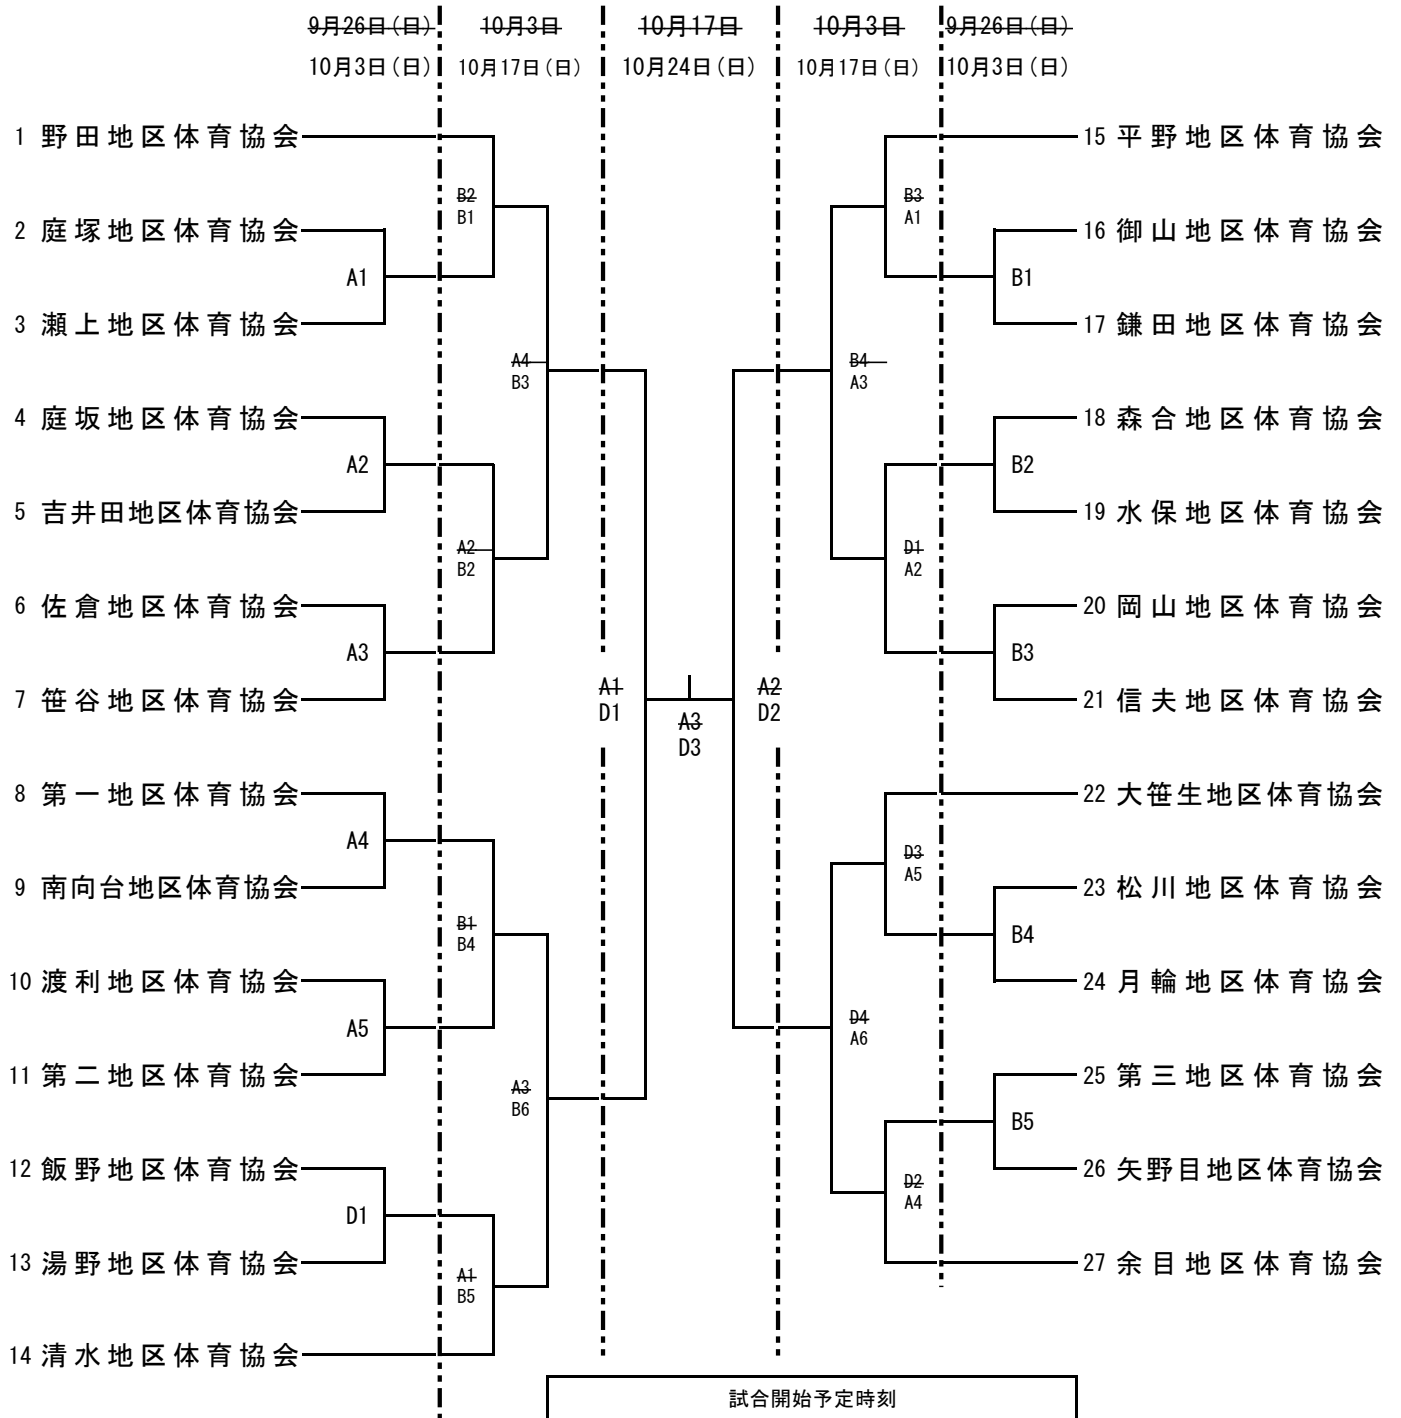 9月26日(日) 10月3日 10月17日 10月3日 9月26日(日)
10月3日(日) 10月17日(日) 10月24日(日) 10月17日(日) 10月3日(日)
1 野田地区体育協会 15 平野地区体育協会
B2 B3
B1 A1
2 庭塚地区体育協会 16 御山地区体育協会
A1 B1
3 瀬上地区体育協会 17 鎌田地区体育協会
A4 B4
B3 A3
4 庭坂地区体育協会 18 森合地区体育協会
A2 B2
5 吉井田地区体育協会 19 水保地区体育協会
A2 D1
B2 A2
6 佐倉地区体育協会 20 岡山地区体育協会
A3 B3
7 笹谷地区体育協会 A1 A2 21 信夫地区体育協会
D1 D2
A3
D3
8 第一地区体育協会 22 大笹生地区体育協会
A4 D3
A5
9 南向台地区体育協会 23 松川地区体育協会
B1
B4 B4
10 渡利地区体育協会 24 月輪地区体育協会
A5 D4
A6
11 第二地区体育協会 25 第三地区体育協会
A3
B6 B5
12 飯野地区体育協会 26 矢野目地区体育協会
D1 D2
A4
13 湯野地区体育協会 27 余目地区体育協会
A1
B5
14 清水地区体育協会
試合開始予定時刻